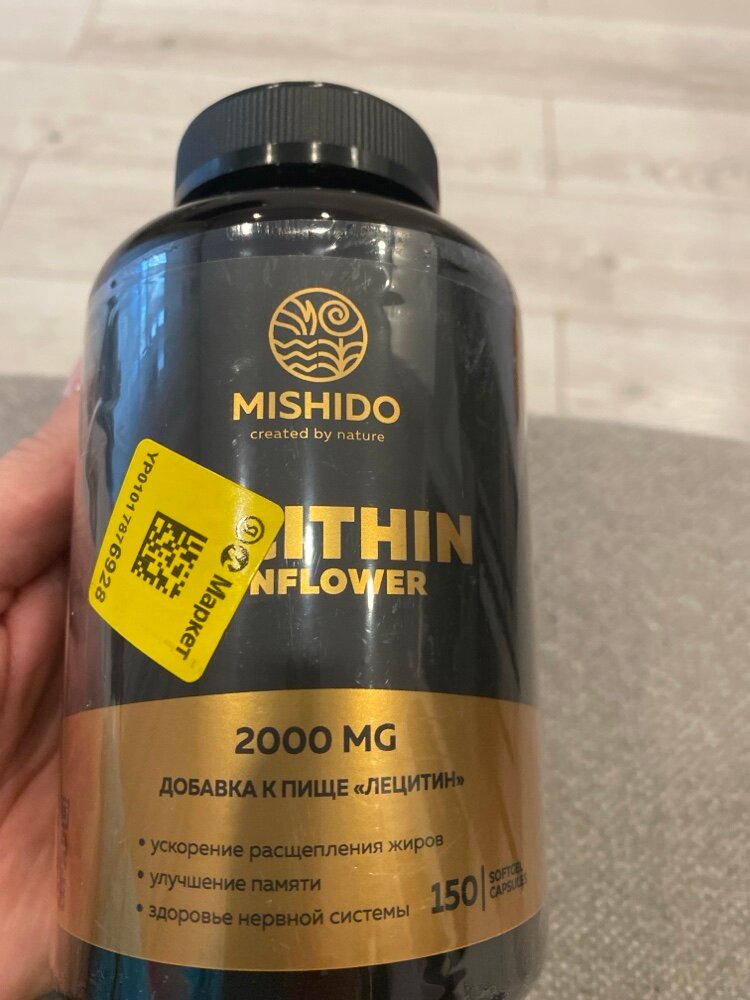 MISHIDO
created by nature
YP0101787​6928
Маркет
ITHIN
NFLOWER
2000 MG
ДОБАВКА К ПИЩЕ «ЛЕЦИТИН»
• ускорение расщепления жиров
• улучшение памяти
• здоровье нервной системы
150
SOFTGEL
CAPSULES